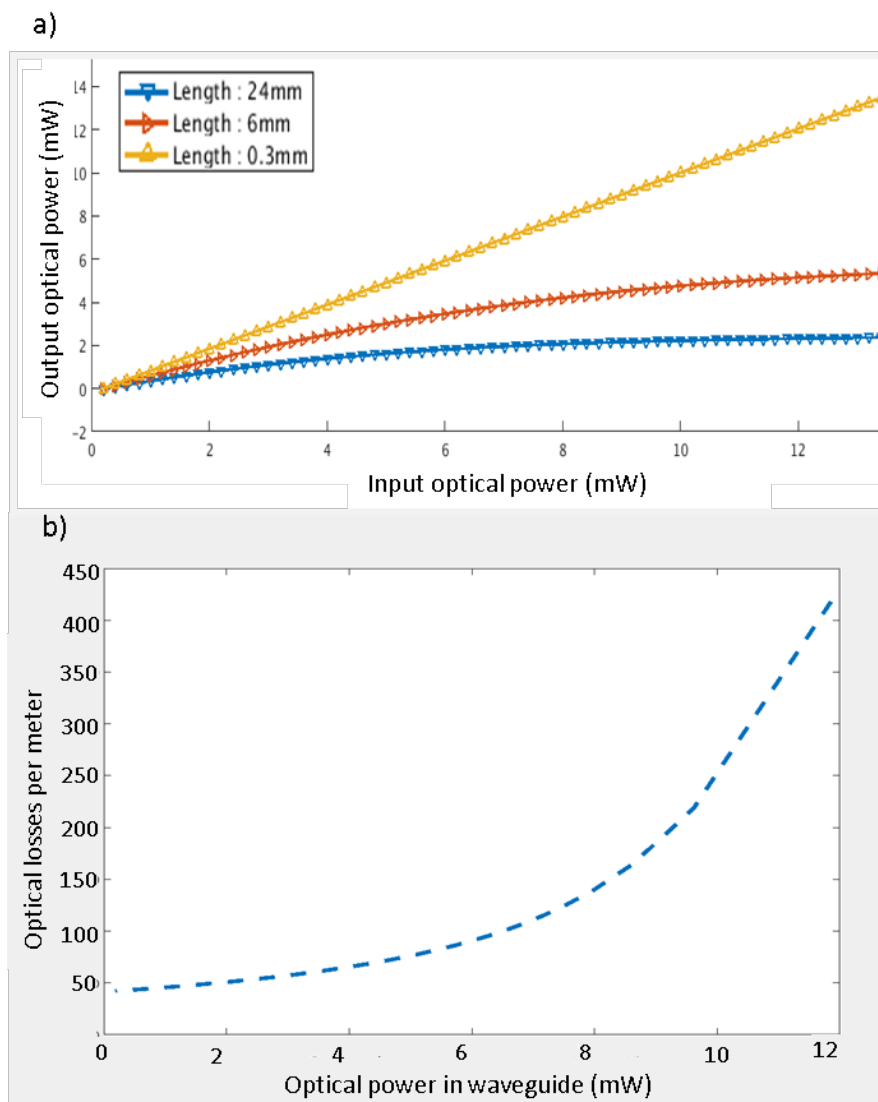 a)
Output optical power (mW)
14
12
10
8
6
4
2
0
−2
Length : 24mm
Length : 6mm
Length : 0.3mm
0 2 4 6 8 10 12
Input optical power (mW)
b)
Optical losses per meter
450
400
350
300
250
200
150
100
50
0 2 4 6 8 10 12
Optical power in waveguide (mW)